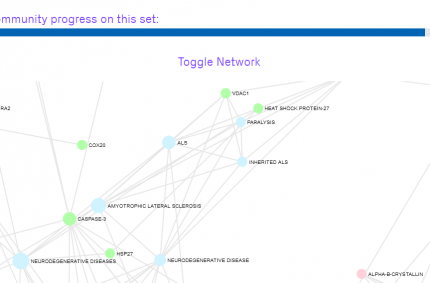 ommunity progress on this set:
Toggle Network
VDAC1
RA2
HEAT SHOCK PROTEIN-27
PARALYSIS
COX20
ALS
INHERITED ALS
AMYOTROPHIC LATERAL SCLEROSIS
CASPASE-3
HSP27
NEURODEGENERATIVE DISEASES
NEURODEGENERATIVE DISEASE
ALPHA-B-CRYSTALLIN